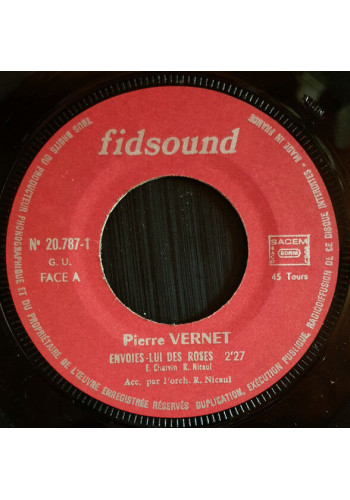 fidsound
N° 20.787-1
G. U.
FACE A
SACEM
SACD
SDRM
SGDL
45 Tours
Pierre VERNET
ENVOIES-LUI DES ROSES 2'27
E. Charvin R. Nicaul
Acc. par l'orch. R. Nicaul
TOUS DROITS DU PRODUCTEUR PHONOGRAPHIQUE ET DU PROPRIÉTAIRE DE L'ŒUVRE ENREGISTRÉE RÉSERVÉS DUPLICATION, EXÉCUTION PUBLIQUE RADIODIFFUSION DE CE DISQUE INTERDITES - MADE IN FRANCE